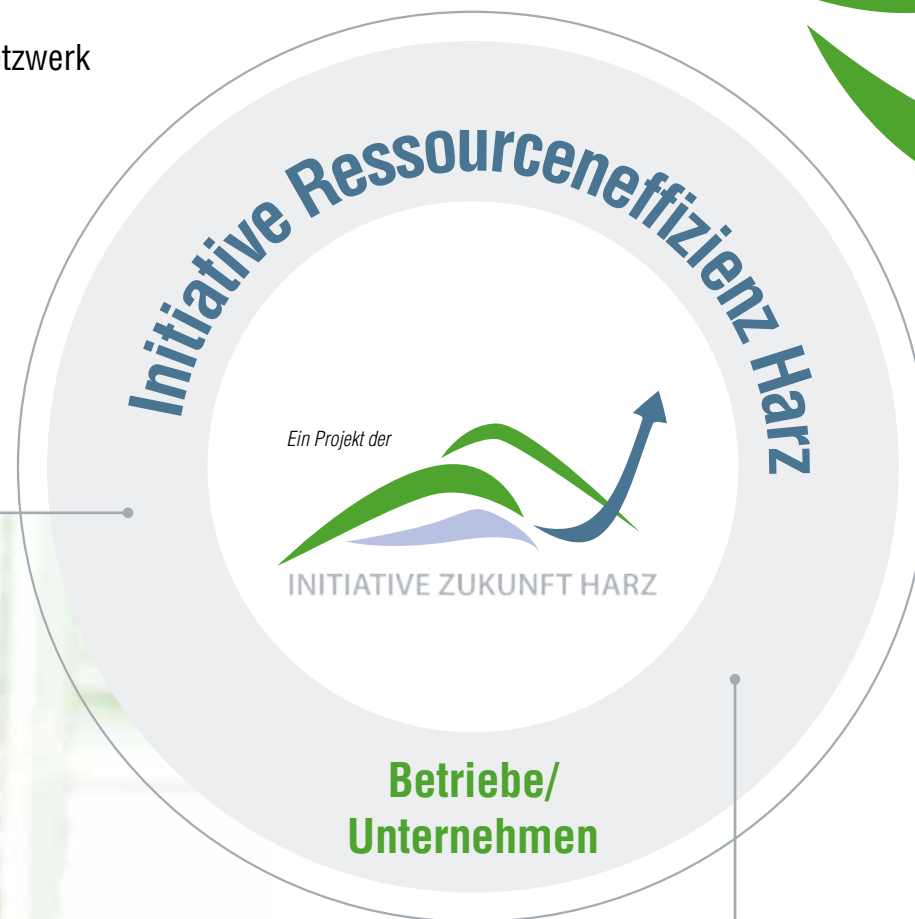 tzwerk
Initiative Ressourceneffizienz Harz
Ein Projekt der
INITIATIVE ZUKUNFT HARZ
Betriebe/
Unternehmen